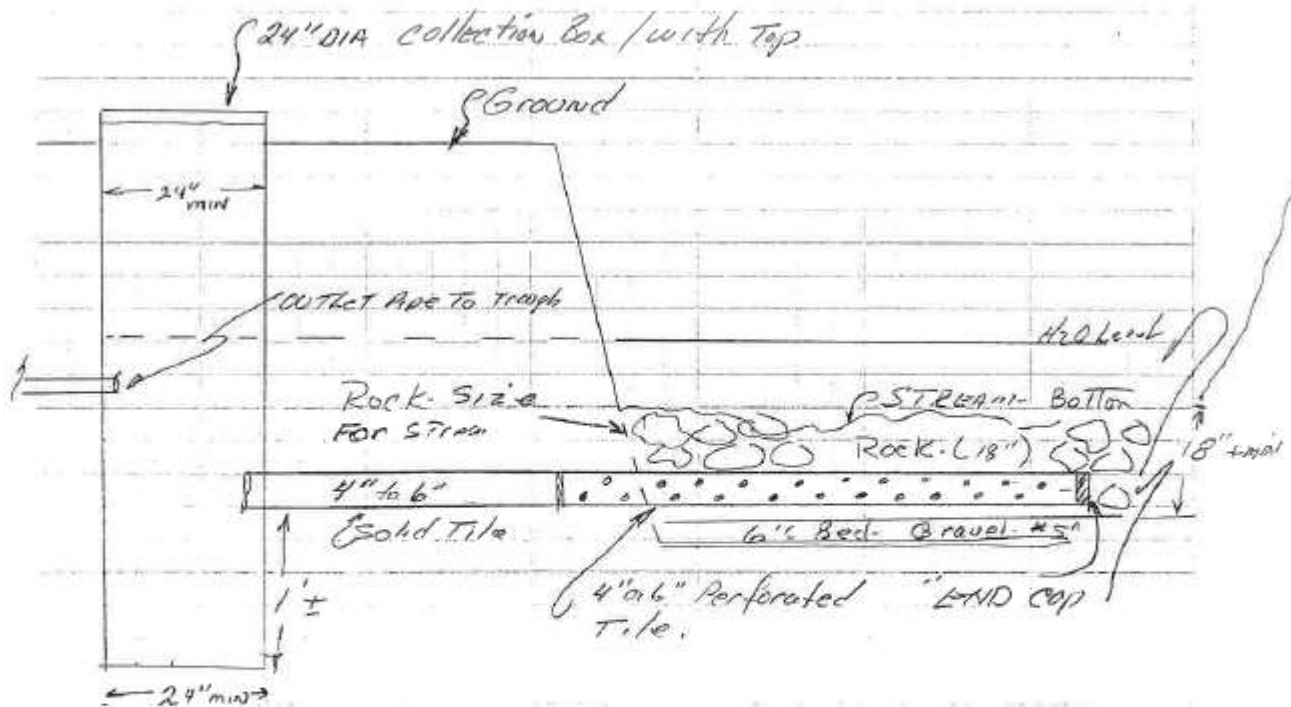 24" DIA Collection Box / with Top
Ground
24"
min
OUTLET Pipe To Trough
H2O Level
Rock Size
For Stream
STREAM Bottom
Rock (18")
18" + min
4" to 6"
Solid Tile
6" Bed Gravel #5"
1' ±
4" or 6" Perforated
Tile.
END Cap
24" min